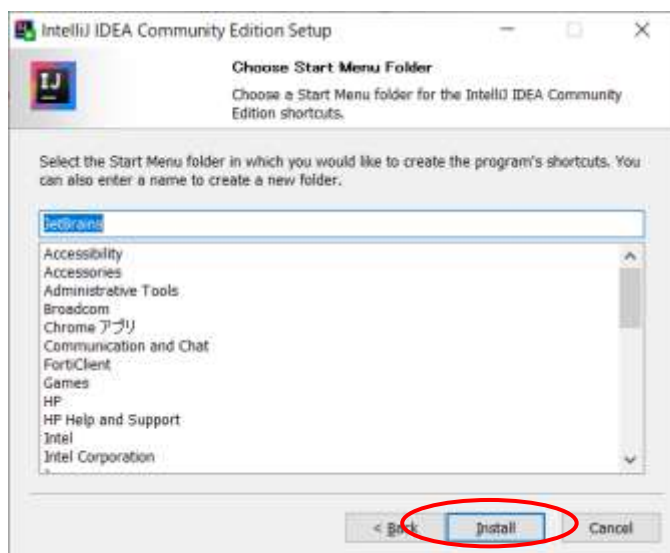 IntelliJ IDEA Community Edition Setup
IJ
Choose Start Menu Folder
Choose a Start Menu folder for the IntelliJ IDEA Community
Edition shortcuts.
Select the Start Menu folder in which you would like to create the program's shortcuts. You
can also enter a name to create a new folder.
JetBrains
Accessibility
Accessories
Administrative Tools
Broadcom
Chrome アプリ
Communication and Chat
FortiClient
Games
HP
HP Help and Support
Intel
Intel Corporation
< Back Install Cancel